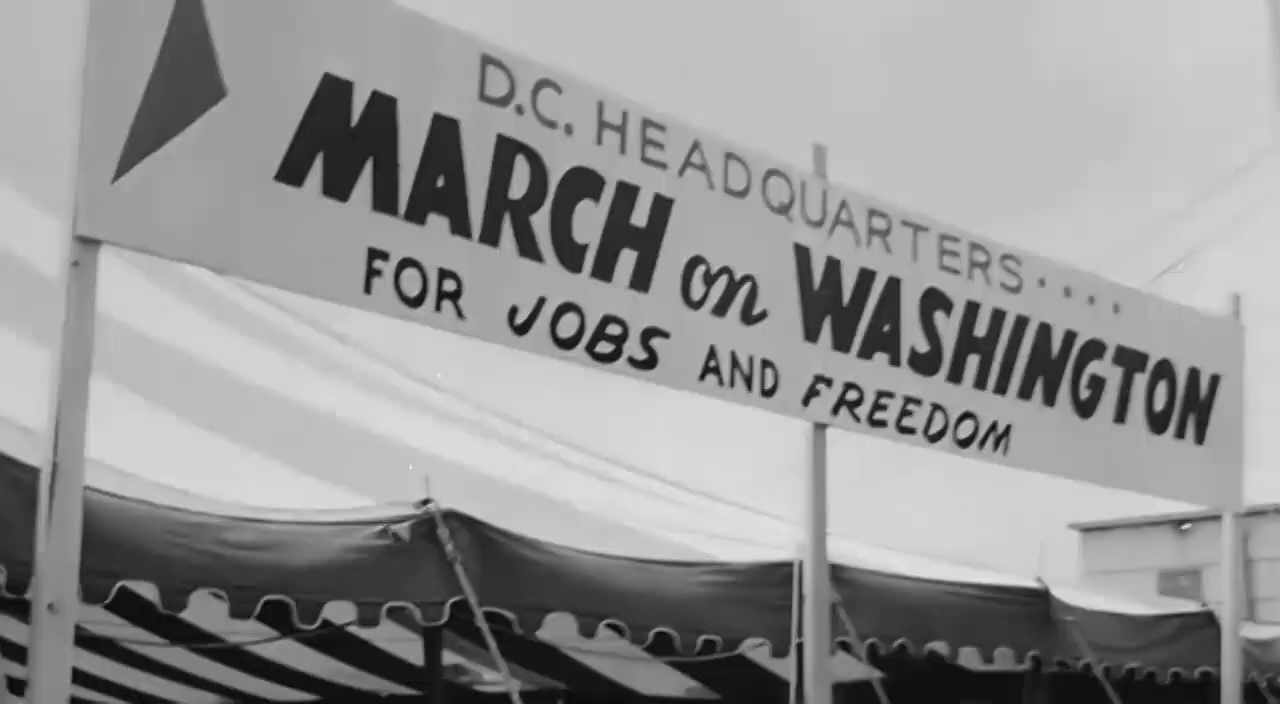 D.C. HEADQUARTERS....
MARCH on WASHINGTON
FOR JOBS AND FREEDOM